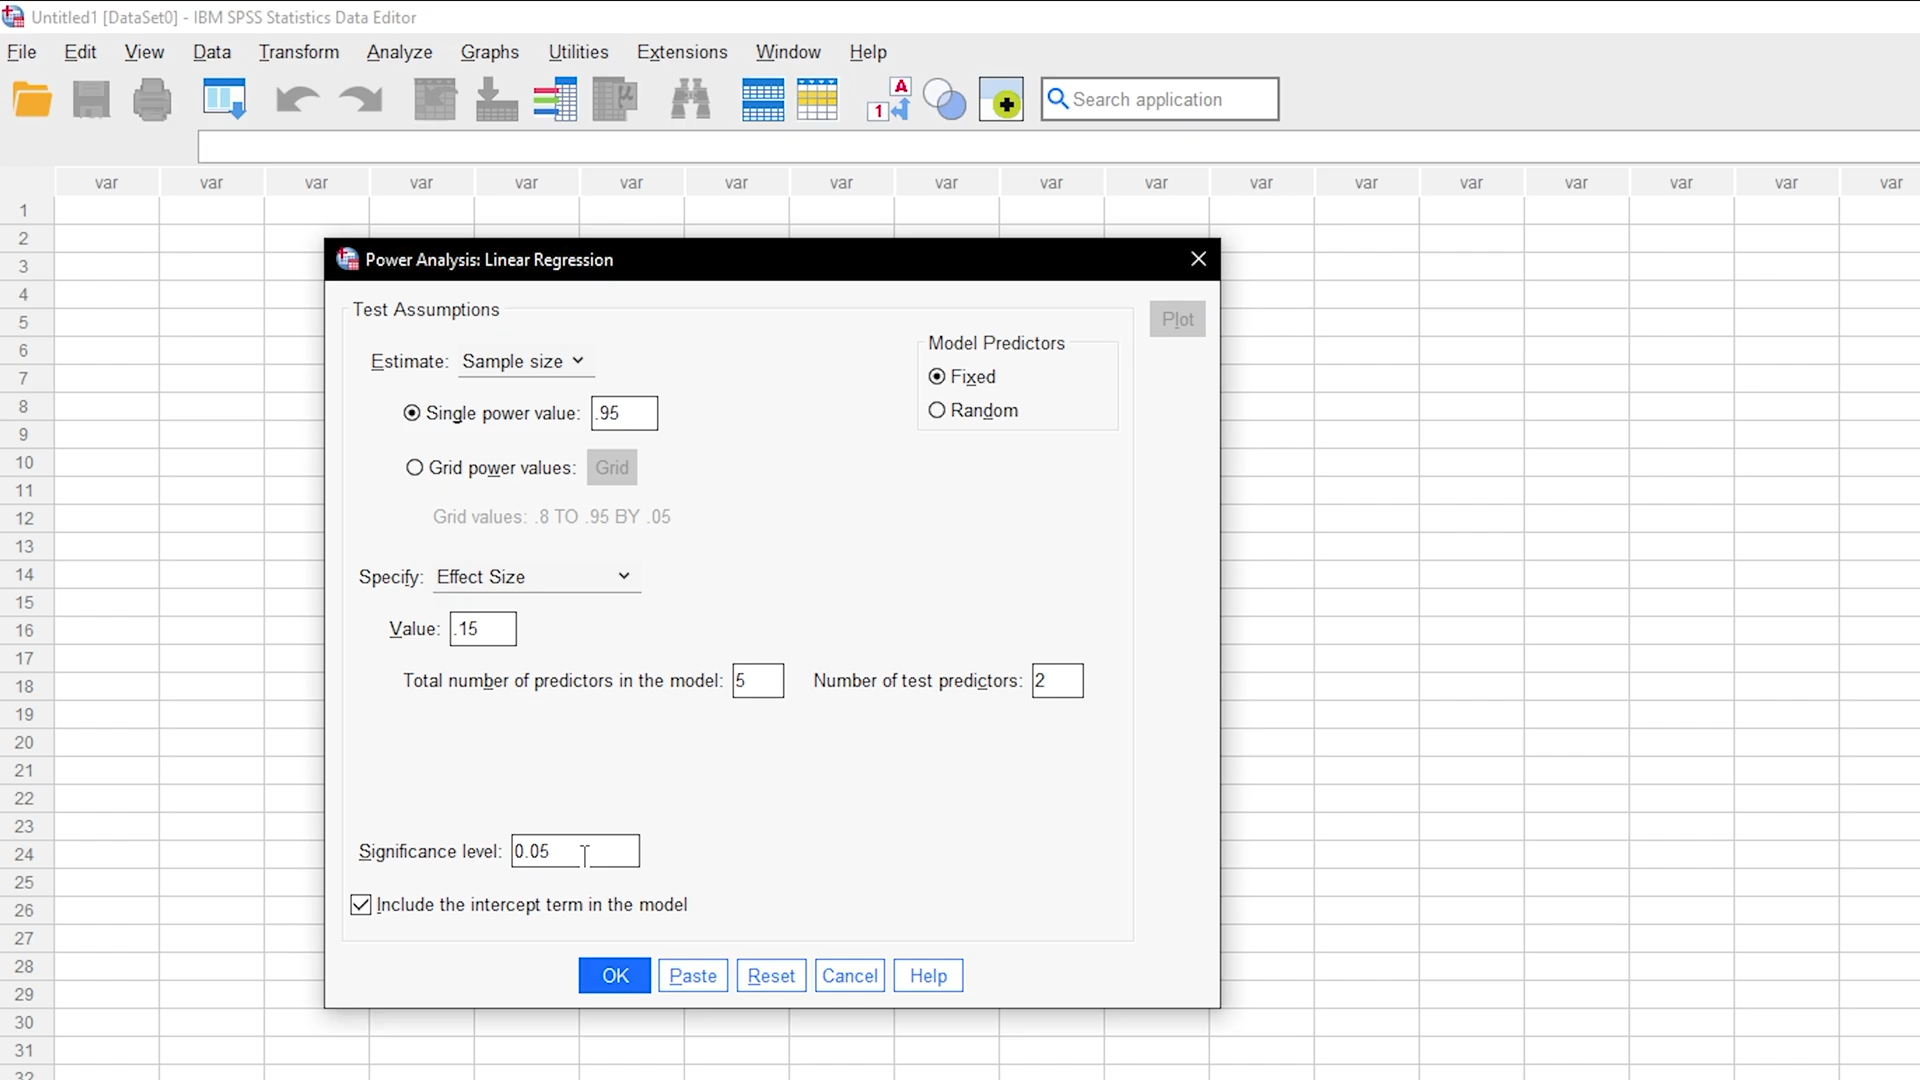 Untitled1 [DataSet0] - IBM SPSS Statistics Data Editor
File Edit View Data Transform Analyze Graphs Utilities Extensions Window Help
A
1
Search application
var var var var var var var var var var var var var var var var var var
1
2
3
4
5
6
7
8
9
10
11
12
13
14
15
16
17
18
19
20
21
22
23
24
25
26
27
28
29
30
31
32
Power Analysis: Linear Regression
Test Assumptions
Plot
Estimate: Sample size
Model Predictors
Fixed
Random
Single power value: .95
Grid power values: Grid
Grid values: .8 TO .95 BY .05
Specify: Effect Size
Value: .15
Total number of predictors in the model: 5 Number of test predictors: 2
Significance level: 0.05
Include the intercept term in the model
OK Paste Reset Cancel Help